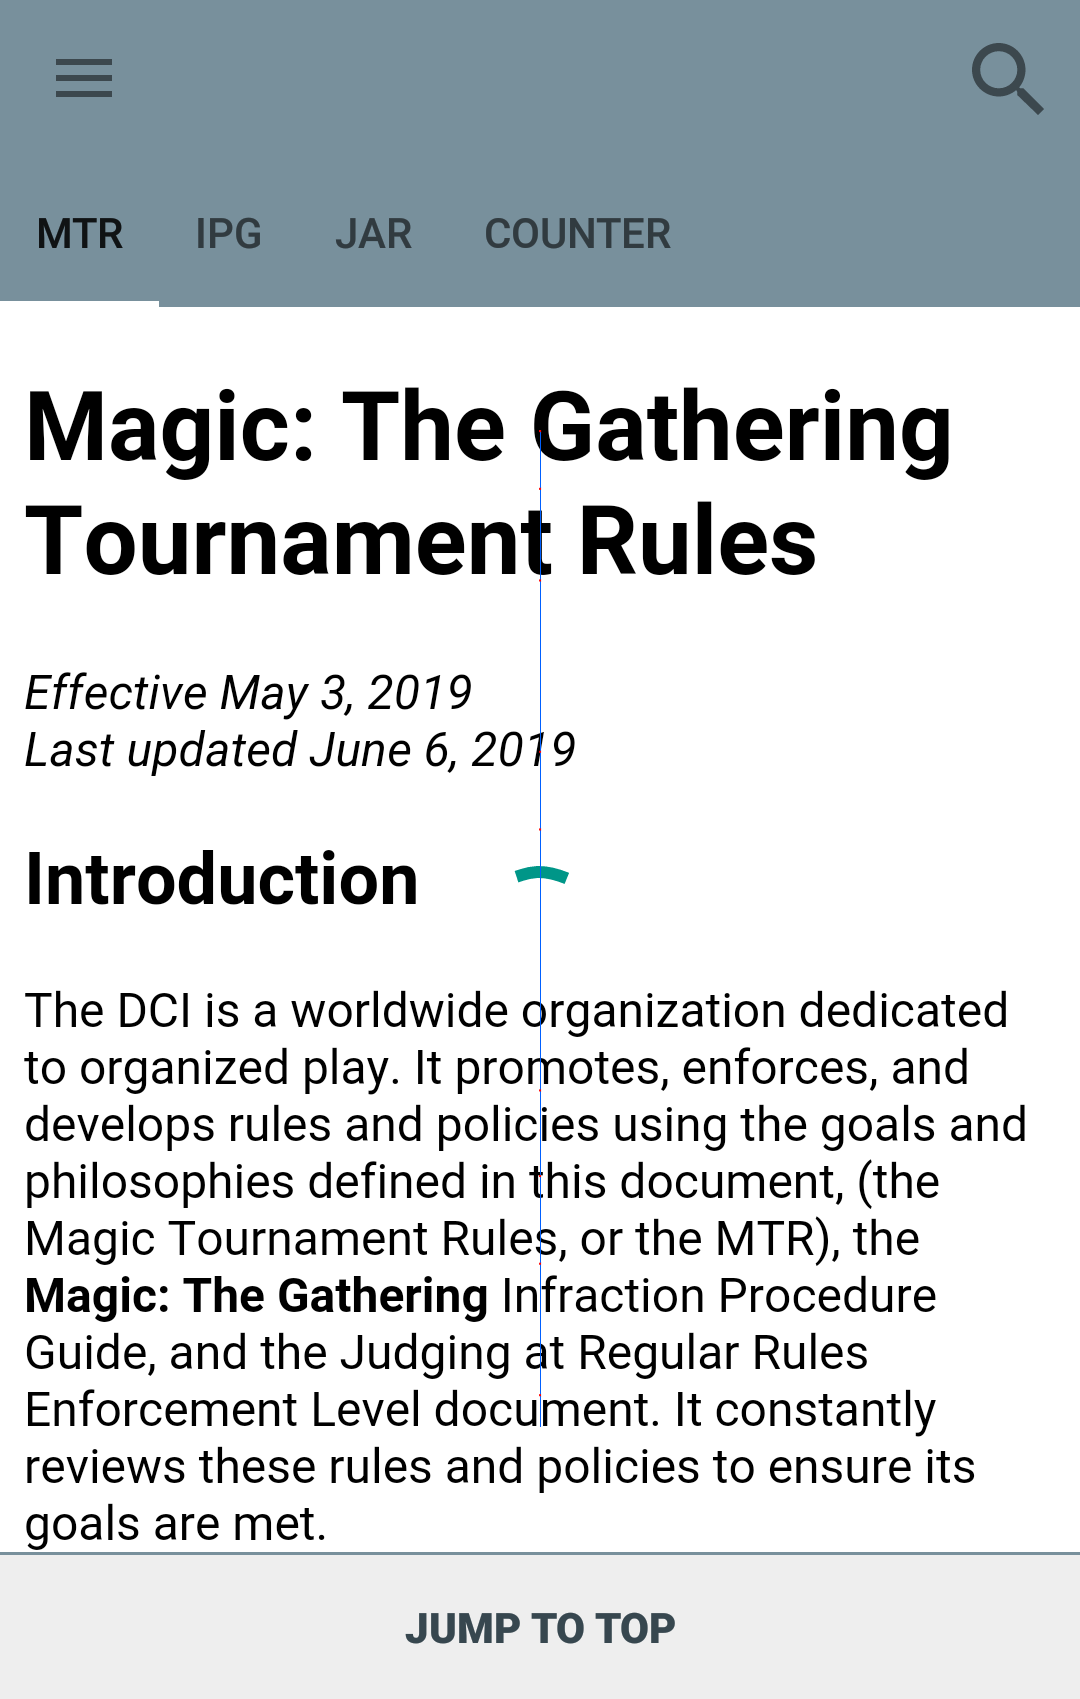 MTR IPG JAR COUNTER
Magic: The Gathering
Tournament Rules
Effective May 3, 2019
Last updated June 6, 2019
Introduction
The DCI is a worldwide organization dedicated
to organized play. It promotes, enforces, and
develops rules and policies using the goals and
philosophies defined in this document, (the
Magic Tournament Rules, or the MTR), the
Magic: The Gathering Infraction Procedure
Guide, and the Judging at Regular Rules
Enforcement Level document. It constantly
reviews these rules and policies to ensure its
goals are met.
JUMP TO TOP